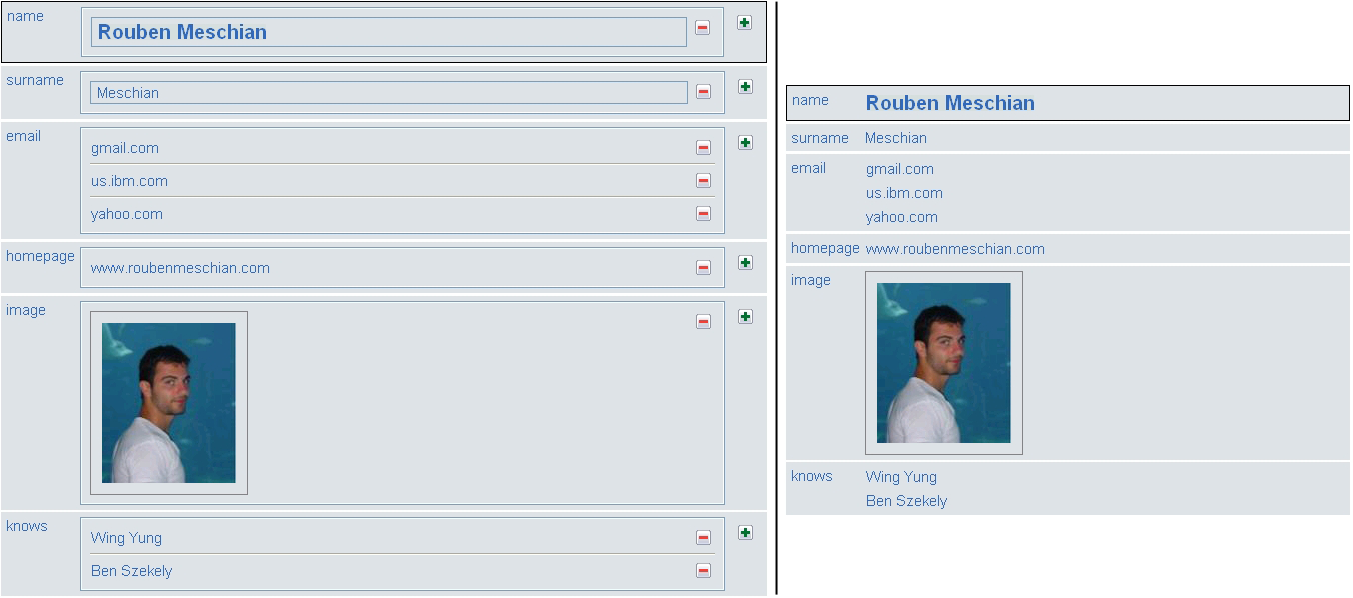 name
Rouben Meschian
surname
Meschian
email
gmail.com
us.ibm.com
yahoo.com
homepage
www.roubenmeschian.com
image
knows
Wing Yung
Ben Szekely
name
Rouben Meschian
surname
Meschian
email
gmail.com
us.ibm.com
yahoo.com
homepage
www.roubenmeschian.com
image
knows
Wing Yung
Ben Szekely